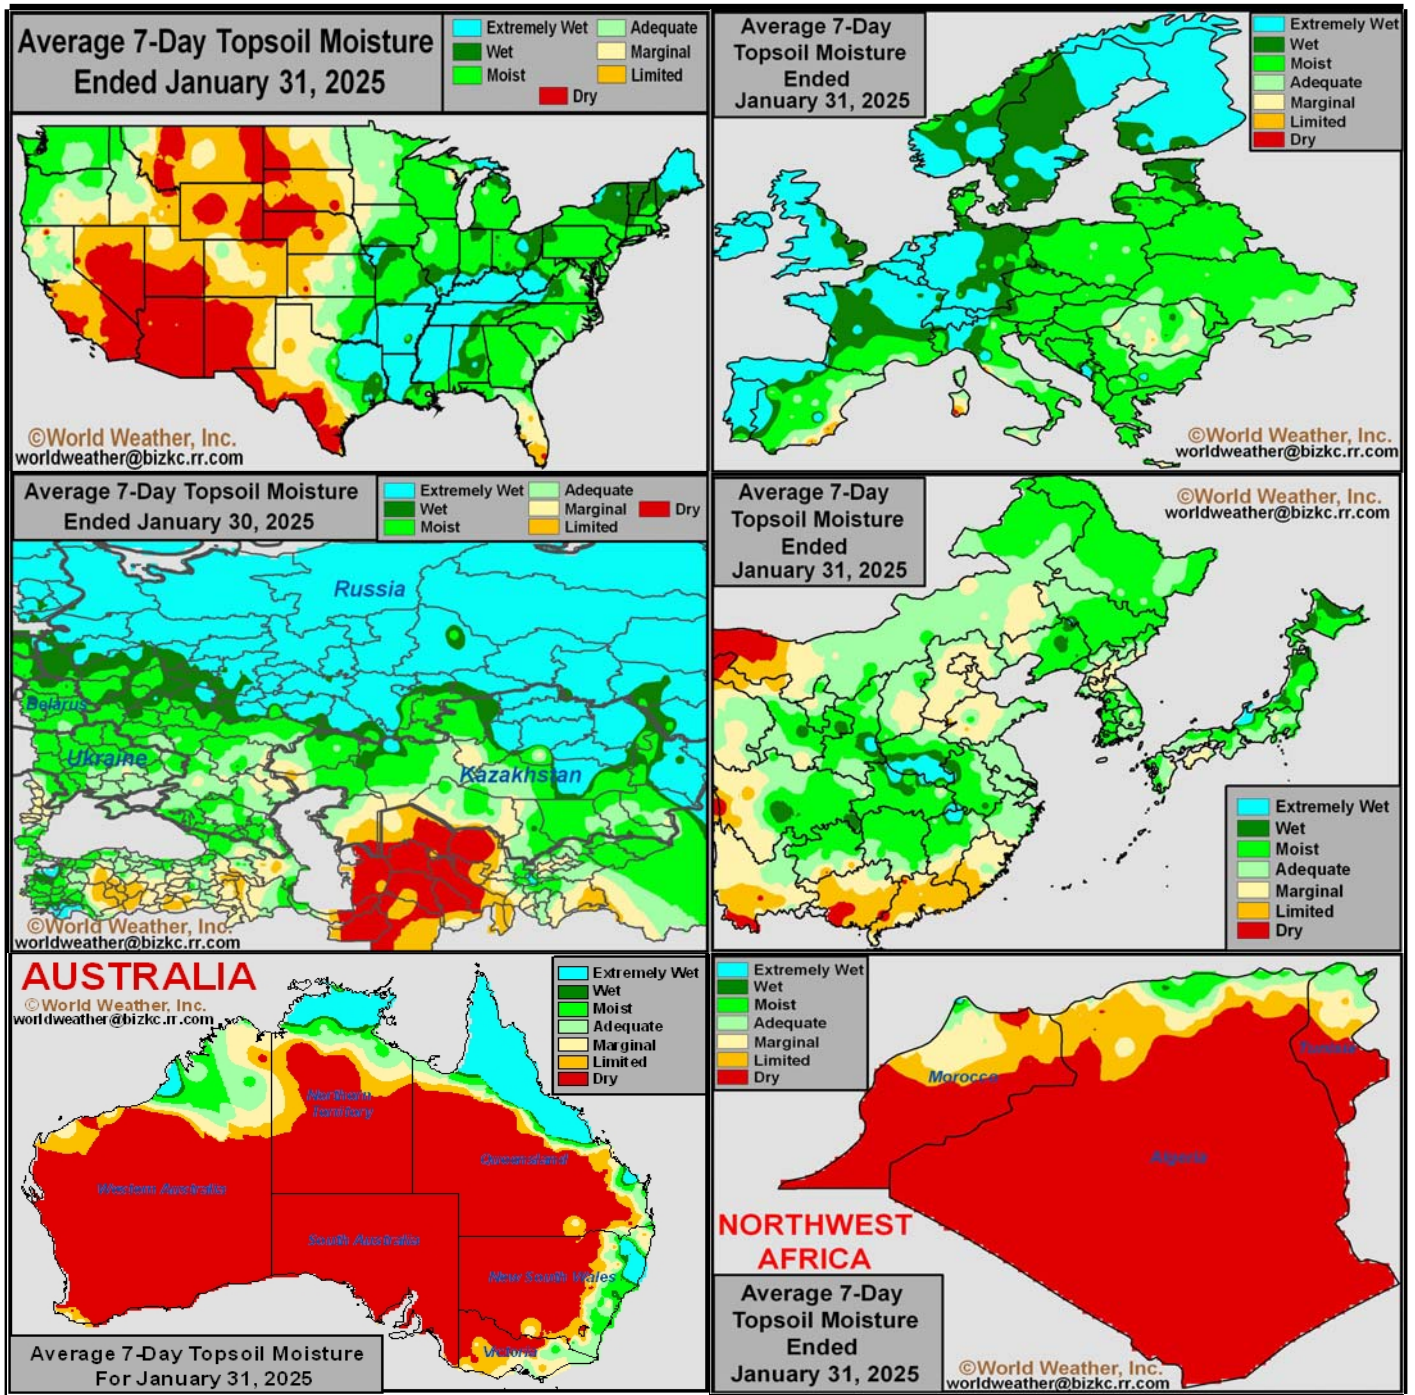 Average 7-Day Topsoil Moisture
Ended January 31, 2025
Extremely Wet
Wet
Moist
Adequate
Marginal
Limited
Dry
©World Weather, Inc.
worldweather@bizkc.rr.com
Average 7-Day
Topsoil Moisture
Ended
January 31, 2025
Extremely Wet
Wet
Moist
Adequate
Marginal
Limited
Dry
©World Weather, Inc.
worldweather@bizkc.rr.com
Average 7-Day Topsoil Moisture
Ended January 30, 2025
Extremely Wet
Wet
Moist
Adequate
Marginal
Limited
Dry
Russia
Belarus
Ukraine
Kazakhstan
©World Weather, Inc.
worldweather@bizkc.rr.com
Average 7-Day
Topsoil Moisture
Ended
January 31, 2025
©World Weather, Inc.
worldweather@bizkc.rr.com
Extremely Wet
Wet
Moist
Adequate
Marginal
Limited
Dry
AUSTRALIA
©World Weather, Inc.
worldweather@bizkc.rr.com
Extremely Wet
Wet
Moist
Adequate
Marginal
Limited
Dry
Northern
Territory
Queensland
Western Australia
South Australia
New South Wales
Victoria
Average 7-Day Topsoil Moisture
For January 31, 2025
Extremely Wet
Wet
Moist
Adequate
Marginal
Limited
Dry
Tunisia
Morocco
Algeria
NORTHWEST
AFRICA
Average 7-Day
Topsoil Moisture
Ended
January 31, 2025
©World Weather, Inc.
worldweather@bizkc.rr.com